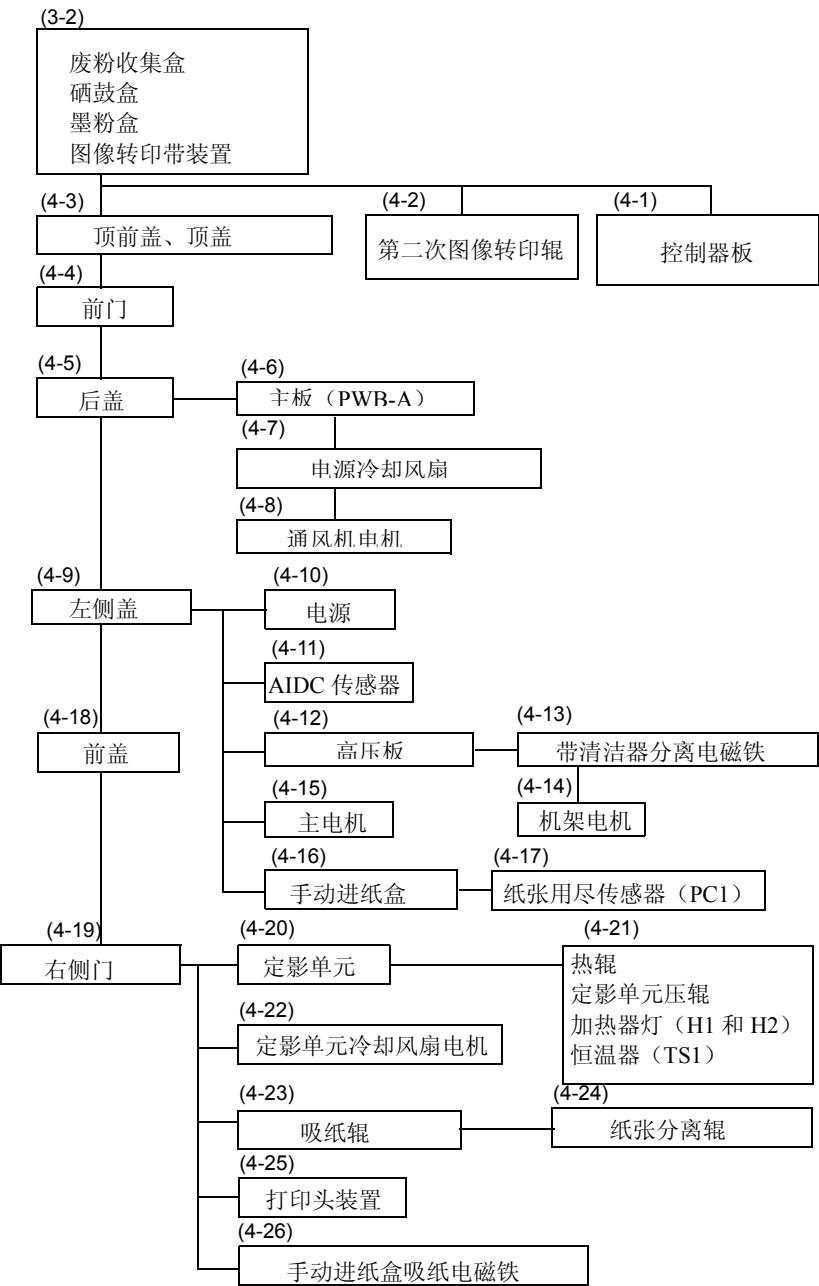 (3-2)
废粉收集盒
硒鼓盒
墨粉盒
图像转印带装置
(4-3)
顶前盖、顶盖
(4-2)
第二次图像转印辊
(4-1)
控制器板
(4-4)
前门
(4-5)
后盖
(4-6)
主板（PWB-A）
(4-7)
电源冷却风扇
(4-8)
通风机电机
(4-9)
左侧盖
(4-10)
电源
(4-11)
AIDC 传感器
(4-12)
高压板
(4-13)
带清洁器分离电磁铁
(4-14)
机架电机
(4-15)
主电机
(4-16)
手动进纸盒
(4-17)
纸张用尽传感器（PC1）
(4-18)
前盖
(4-19)
右侧门
(4-20)
定影单元
(4-21)
热辊
定影单元压辊
加热器灯（H1 和 H2）
恒温器（TS1）
(4-22)
定影单元冷却风扇电机
(4-23)
吸纸辊
(4-24)
纸张分离辊
(4-25)
打印头装置
(4-26)
手动进纸盒吸纸电磁铁